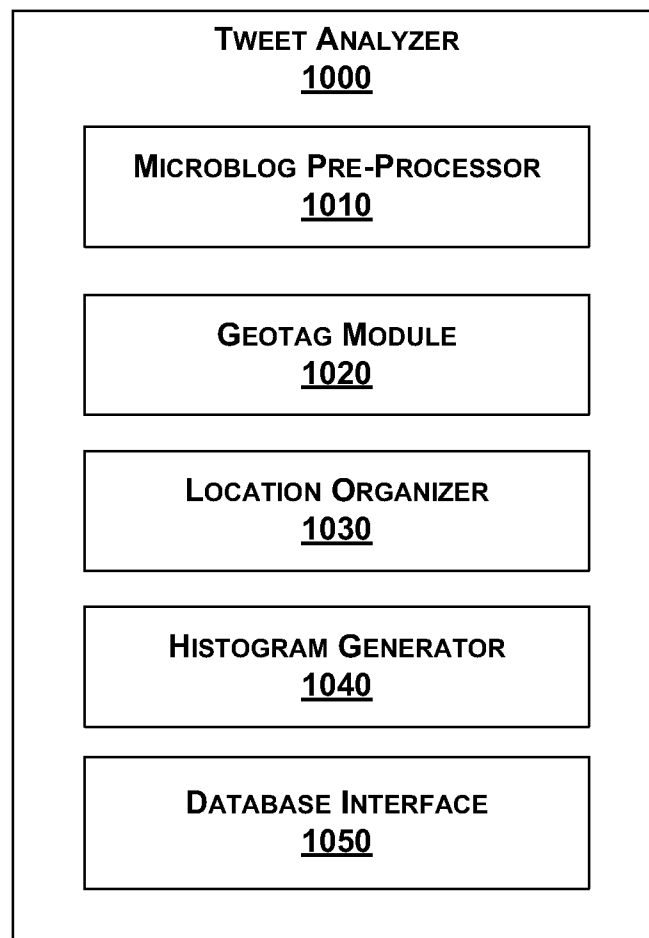 TWEET ANALYZER
1000
MICROBLOG PRE-PROCESSOR
1010
GEOTAG MODULE
1020
LOCATION ORGANIZER
1030
HISTOGRAM GENERATOR
1040
DATABASE INTERFACE
1050